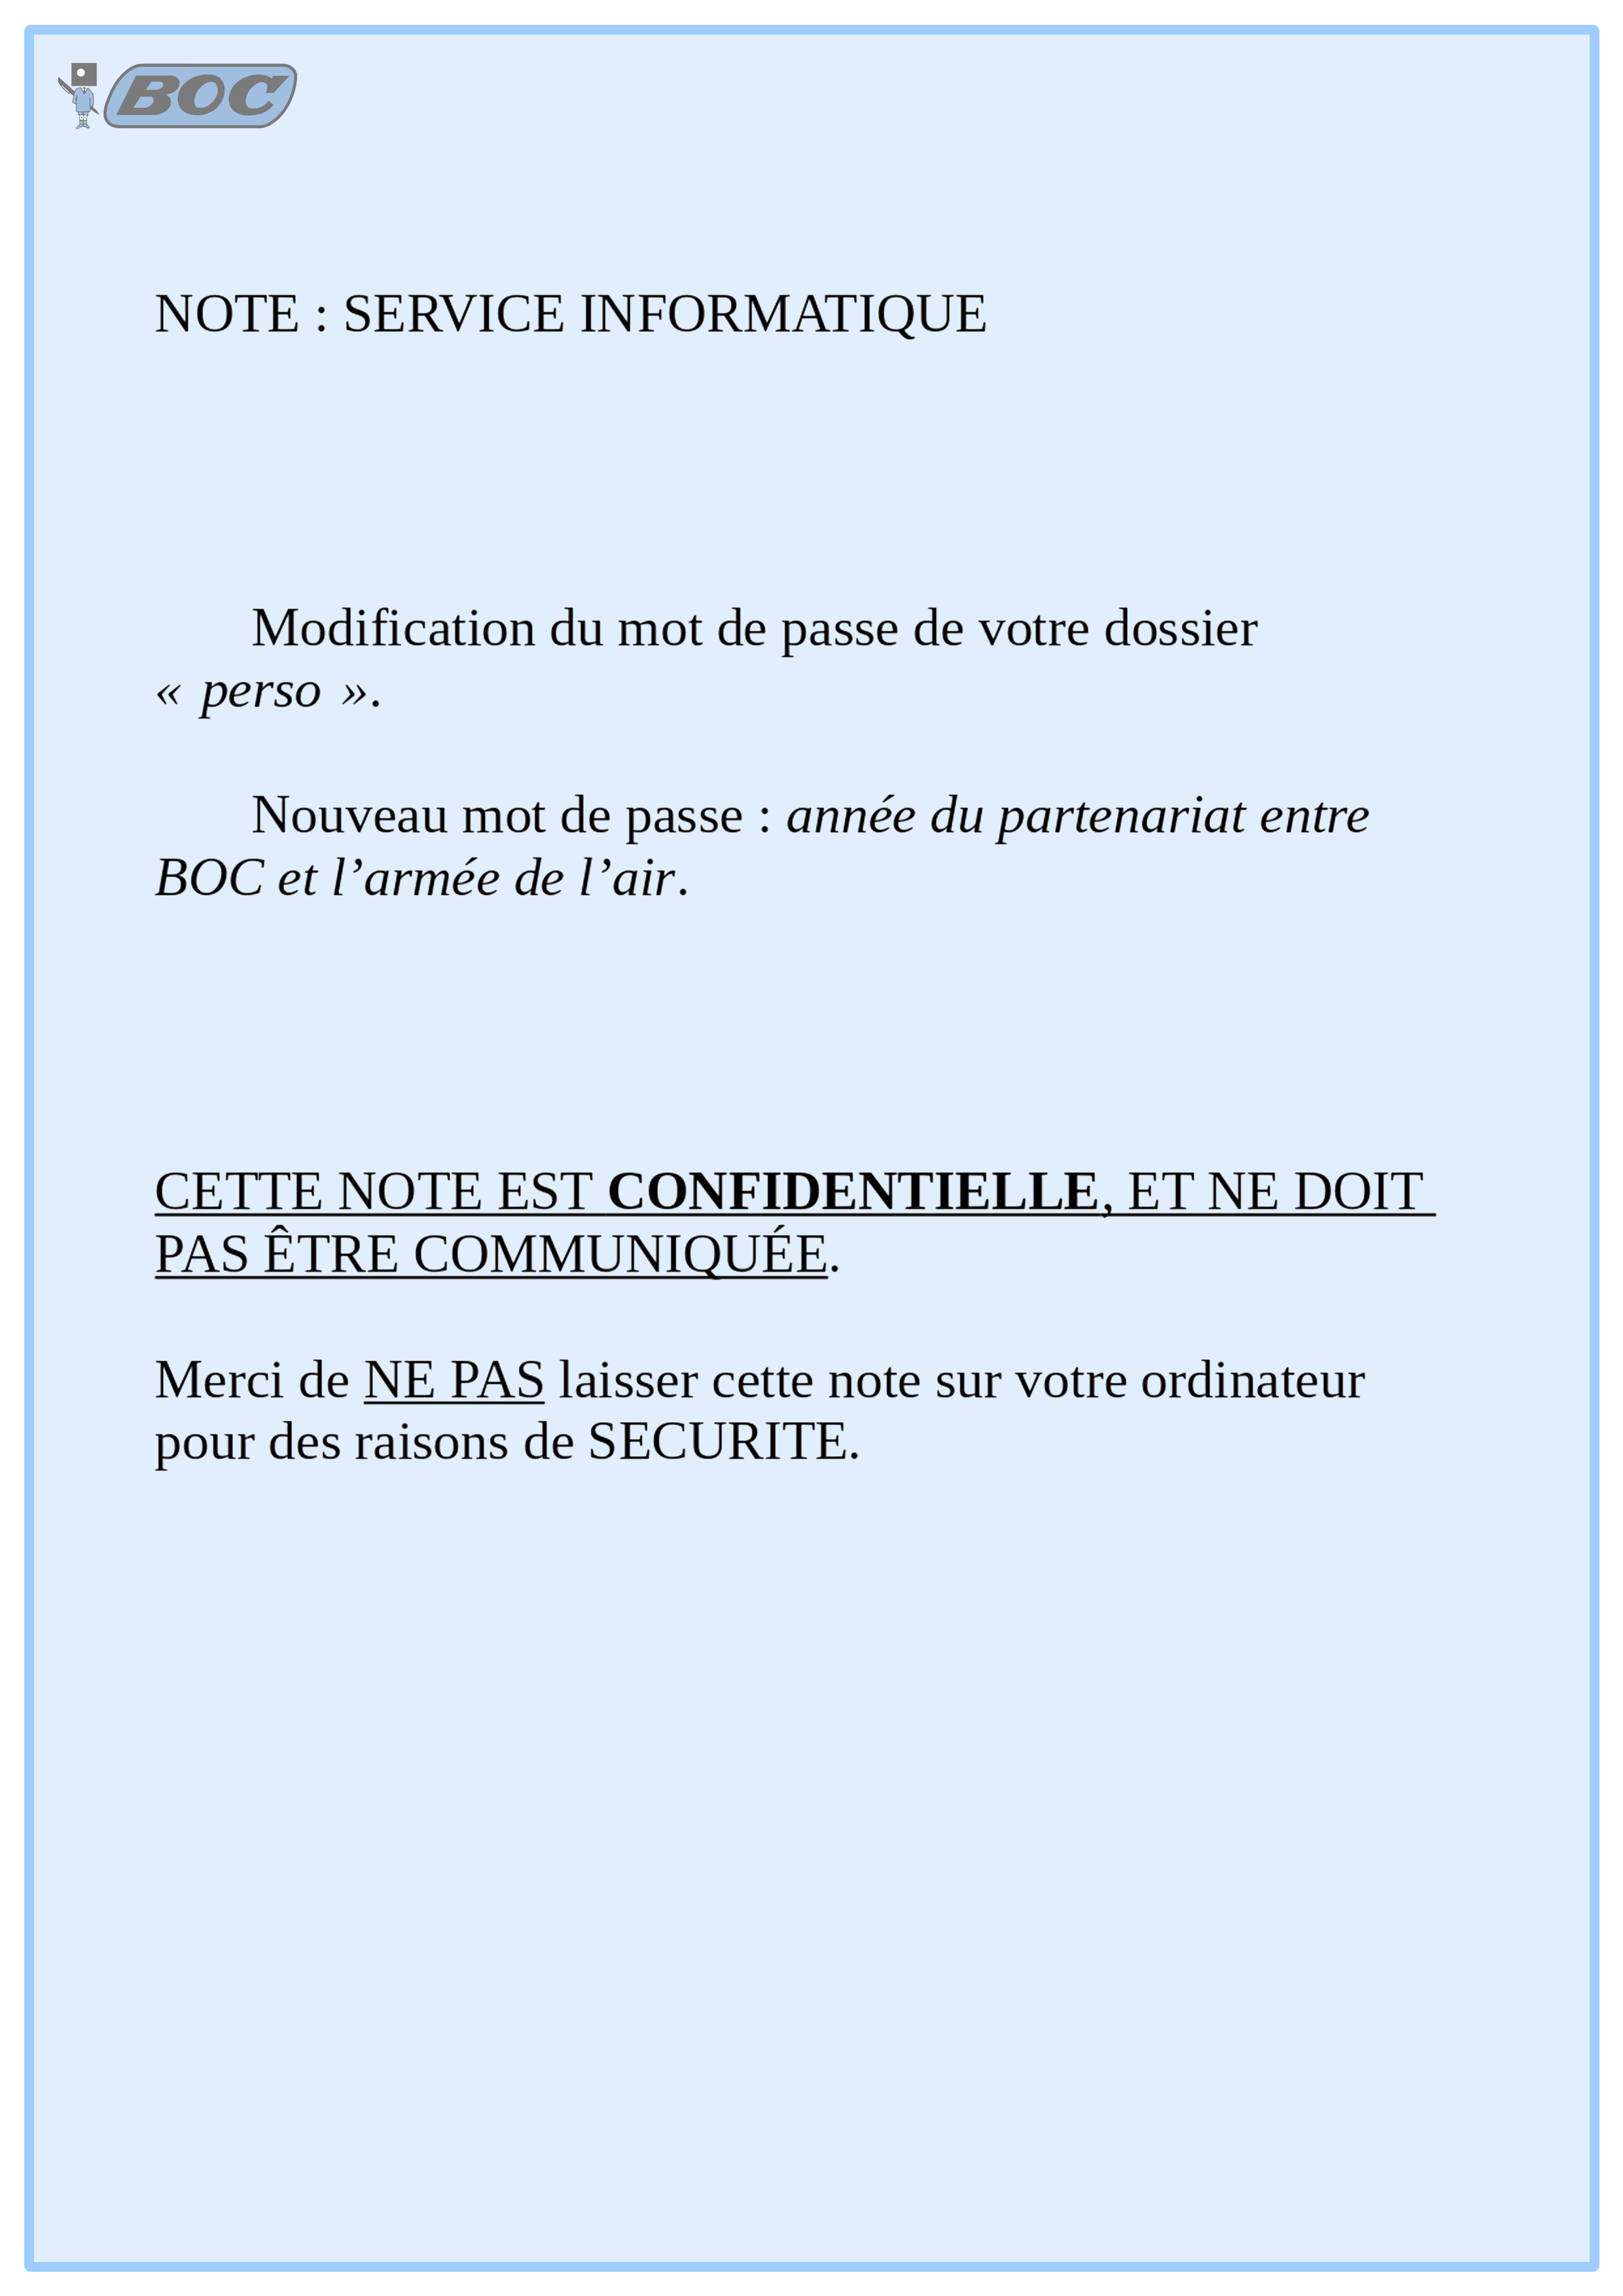 BOC
NOTE : SERVICE INFORMATIQUE
Modification du mot de passe de votre dossier
« perso ».
Nouveau mot de passe : année du partenariat entre
BOC et l’armée de l’air.
CETTE NOTE EST CONFIDENTIELLE, ET NE DOIT
PAS ÊTRE COMMUNIQUÉE.
Merci de NE PAS laisser cette note sur votre ordinateur
pour des raisons de SECURITE.